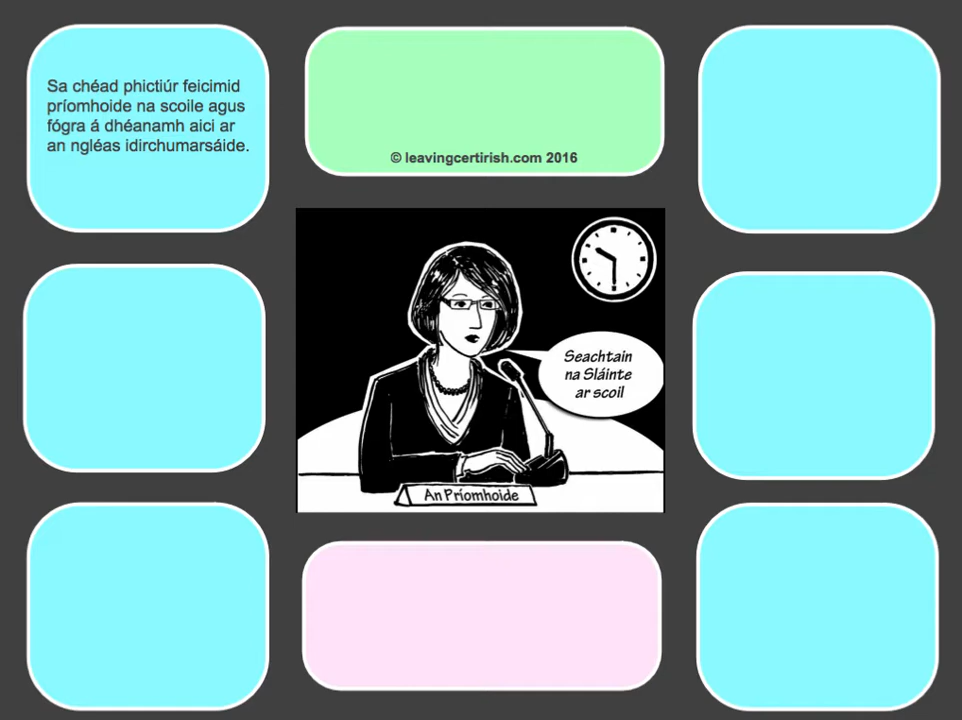 Sa chéad phictiúr feicimid
príomhoide na scoile agus
fógra á dhéanamh aici ar
an ngléas idirchumarsáide.
© leavingcertirish.com 2016
Seachtain
na Sláinte
ar scoil
An Príomhoide